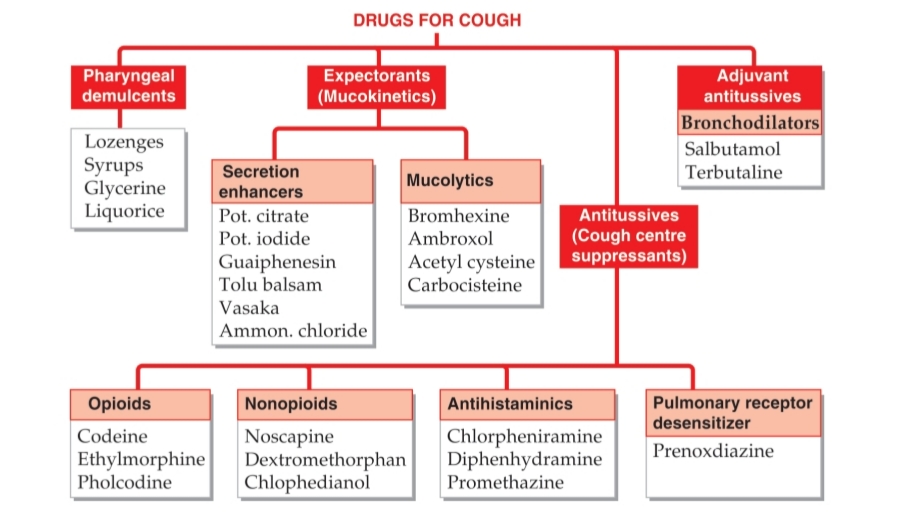 DRUGS FOR COUGH
Pharyngeal
demulcents
Lozenges
Syrups
Glycerine
Liquorice
Expectorants
(Mucokinetics)
Secretion
enhancers
Pot. citrate
Pot. iodide
Guaiphenesin
Tolu balsam
Vasaka
Ammon. chloride
Mucolytics
Bromhexine
Ambroxol
Acetyl cysteine
Carbocisteine
Antitussives
(Cough centre
suppressants)
Adjuvant
antitussives
Bronchodilators
Salbutamol
Terbutaline
Opioids
Codeine
Ethylmorphine
Pholcodine
Nonopioids
Noscapine
Dextromethorphan
Chlophedianol
Antihistaminics
Chlorpheniramine
Diphenhydramine
Promethazine
Pulmonary receptor
desensitizer
Prenoxdiazine